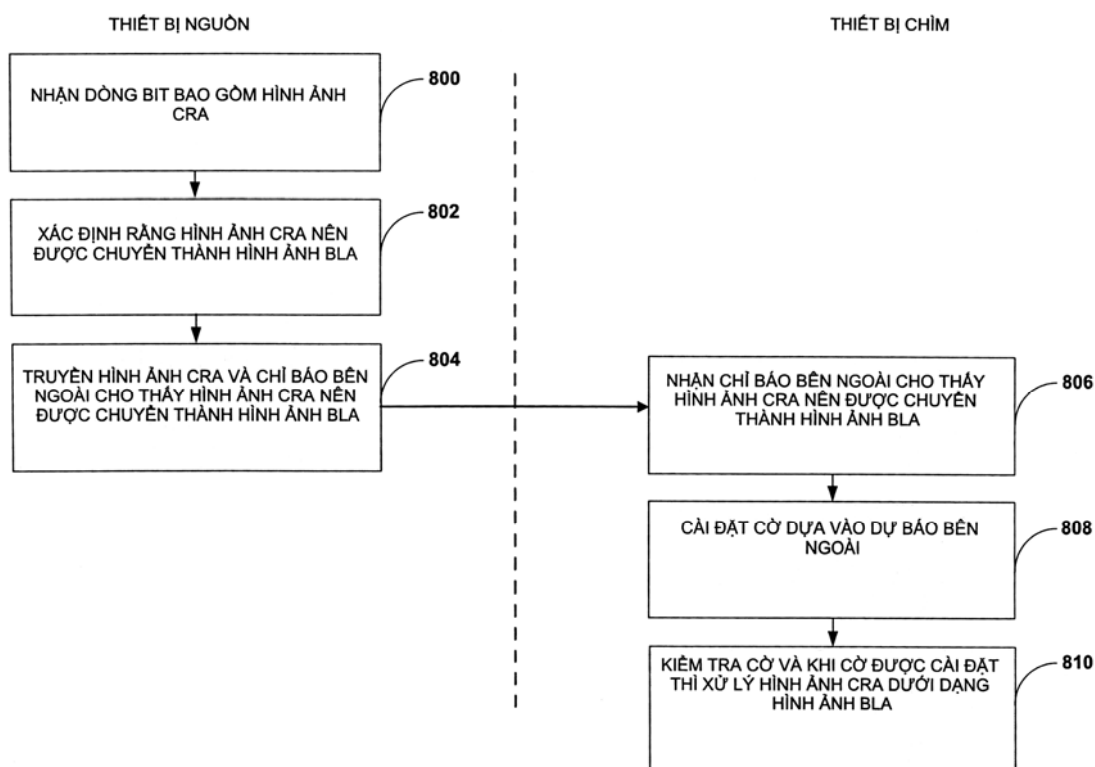 THIẾT BỊ NGUỒN
THIẾT BỊ CHÌM
NHẬN DÒNG BIT BAO GỒM HÌNH ẢNH
CRA
800
XÁC ĐỊNH RẰNG HÌNH ẢNH CRA NÊN
ĐƯỢC CHUYỂN THÀNH HÌNH ẢNH BLA
802
TRUYỀN HÌNH ẢNH CRA VÀ CHỈ BÁO BÊN
NGOÀI CHO THẤY HÌNH ẢNH CRA NÊN
ĐƯỢC CHUYỂN THÀNH HÌNH ẢNH BLA
804
NHẬN CHỈ BÁO BÊN NGOÀI CHO THẤY
HÌNH ẢNH CRA NÊN ĐƯỢC CHUYỂN
THÀNH HÌNH ẢNH BLA
806
CÀI ĐẶT CỜ DỰA VÀO DỰ BÁO BÊN
NGOÀI
808
KIỂM TRA CỜ VÀ KHI CỜ ĐƯỢC CÀI ĐẶT
THÌ XỬ LÝ HÌNH ẢNH CRA DƯỚI DẠNG
HÌNH ẢNH BLA
810